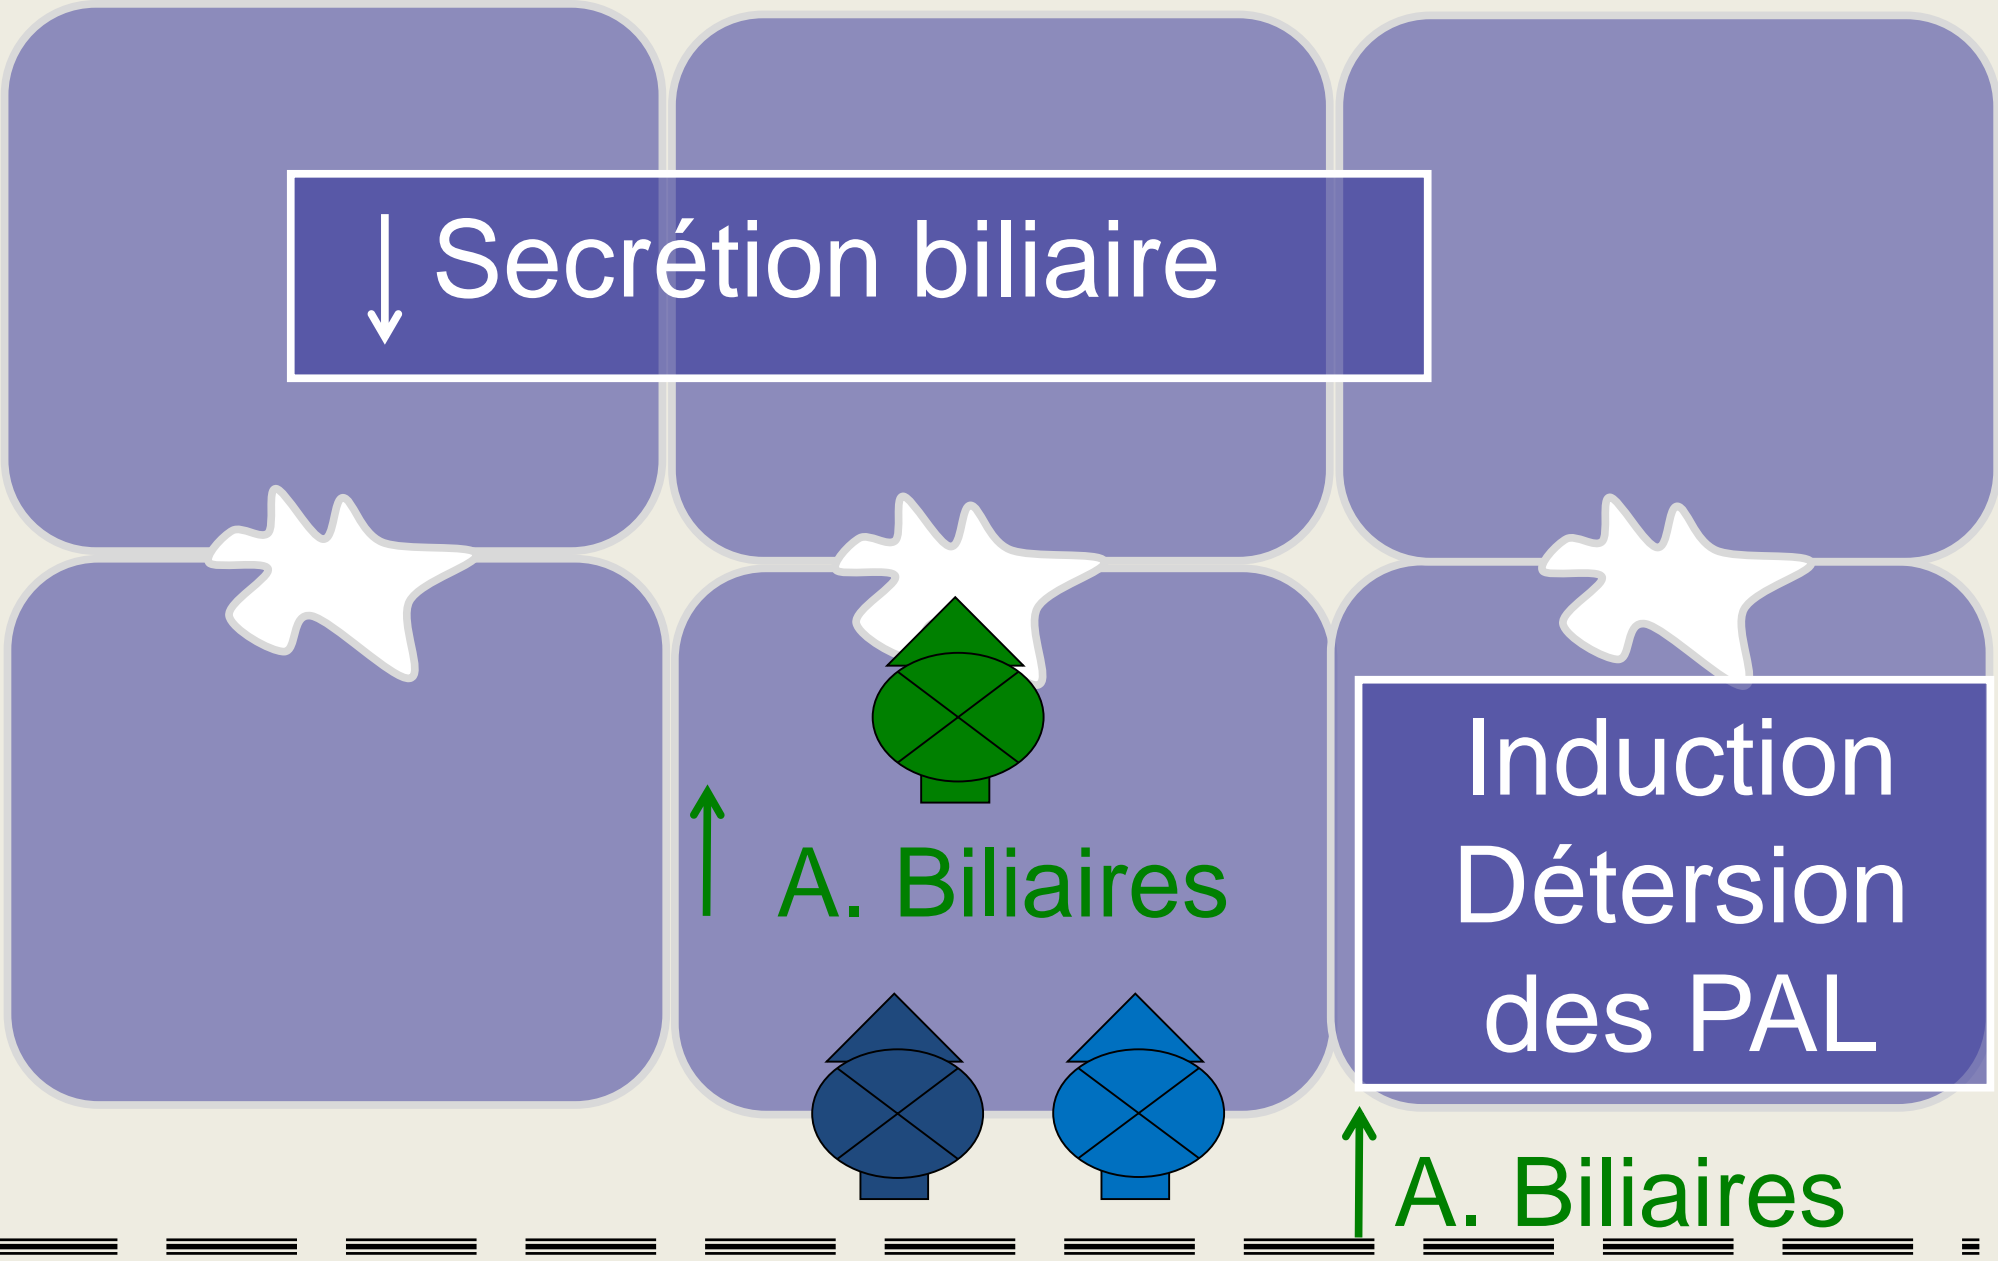 ↓ Secrétion biliaire
Induction
Détersion
des PAL
↑ A. Biliaires
↑ A. Biliaires